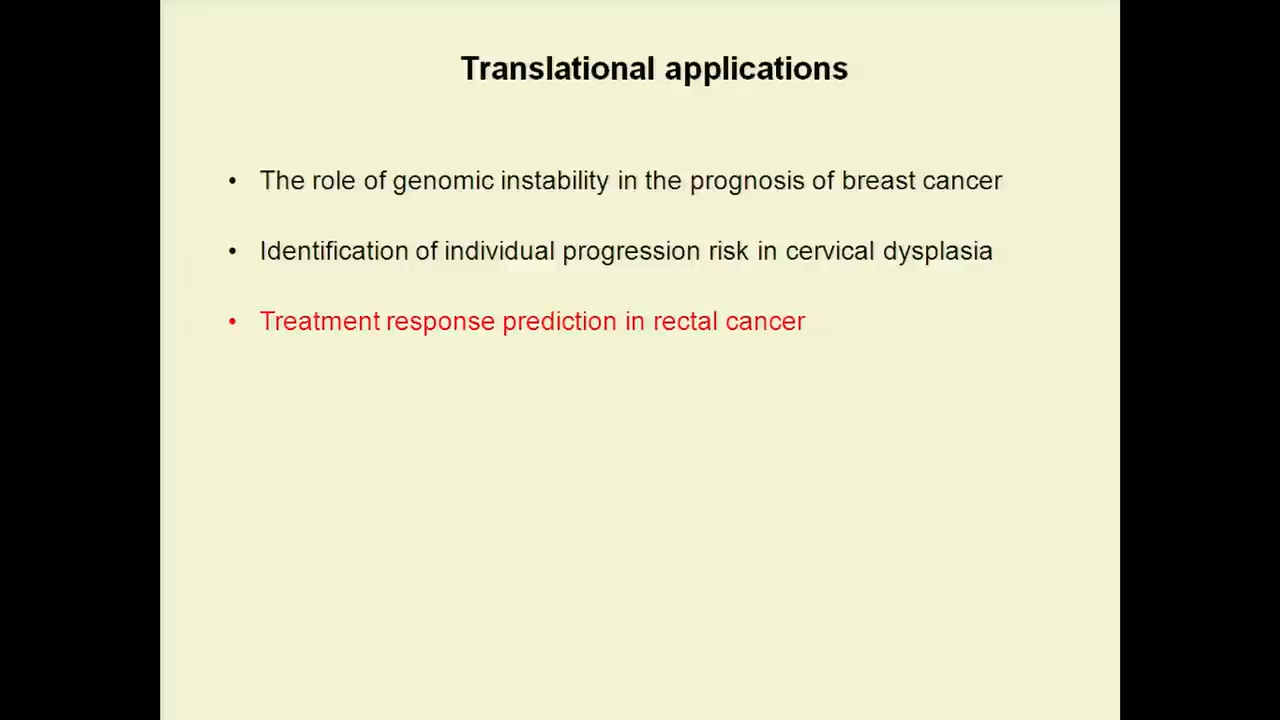 Translational applications
• The role of genomic instability in the prognosis of breast cancer
• Identification of individual progression risk in cervical dysplasia
• Treatment response prediction in rectal cancer